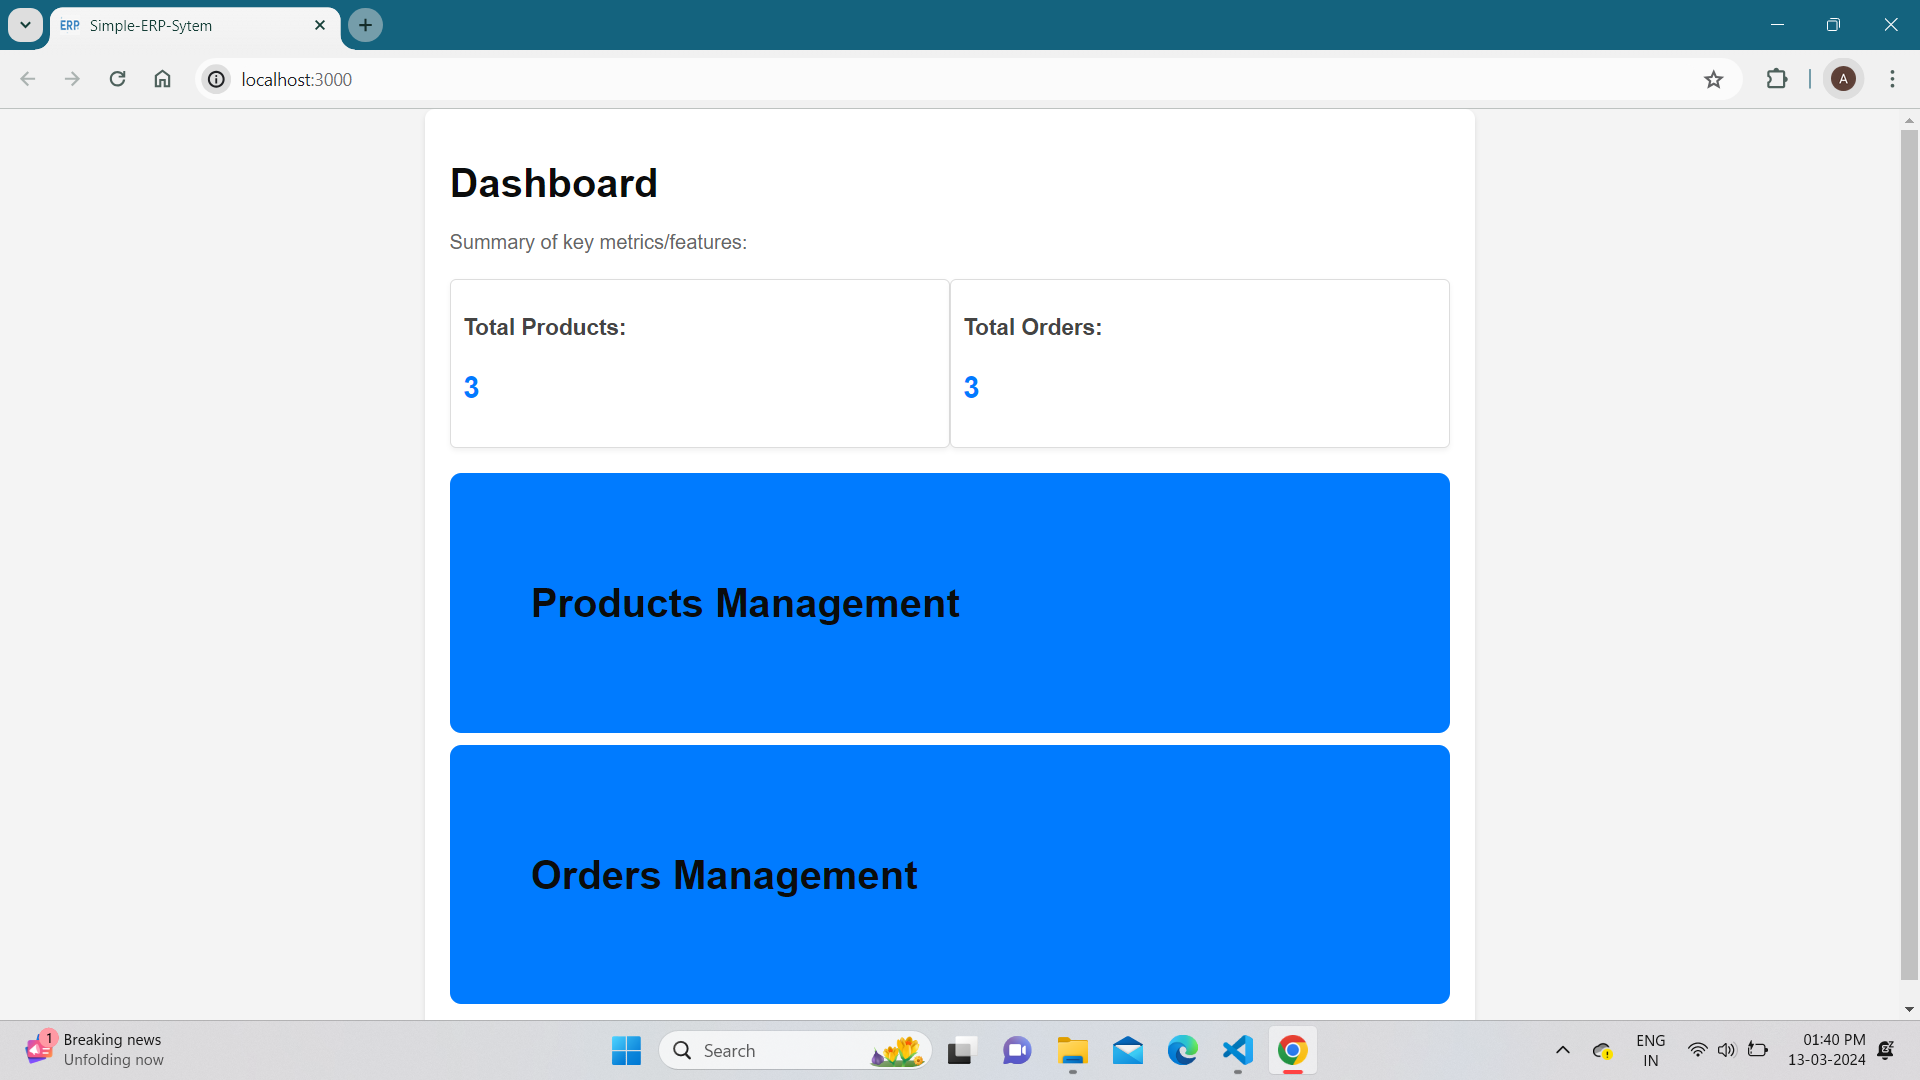 ERP Simple-ERP-Sytem
localhost:3000
A
Dashboard
Summary of key metrics/features:
Total Products:
3
Total Orders:
3
Products Management
Orders Management
1
Breaking news
Unfolding now
Search
ENG
IN
01:40 PM
13-03-2024